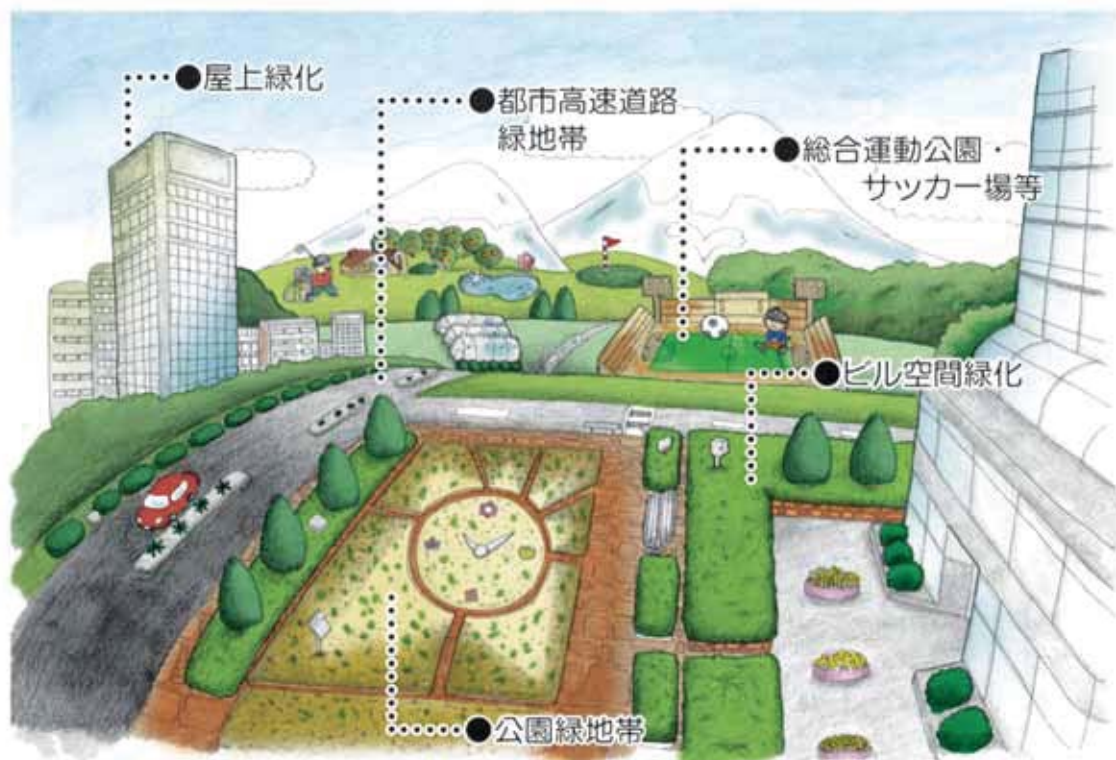 ●屋上緑化
●都市高速道路
緑地帯
●総合運動公園・
サッカー場等
●ビル空間緑化
●公園緑地帯